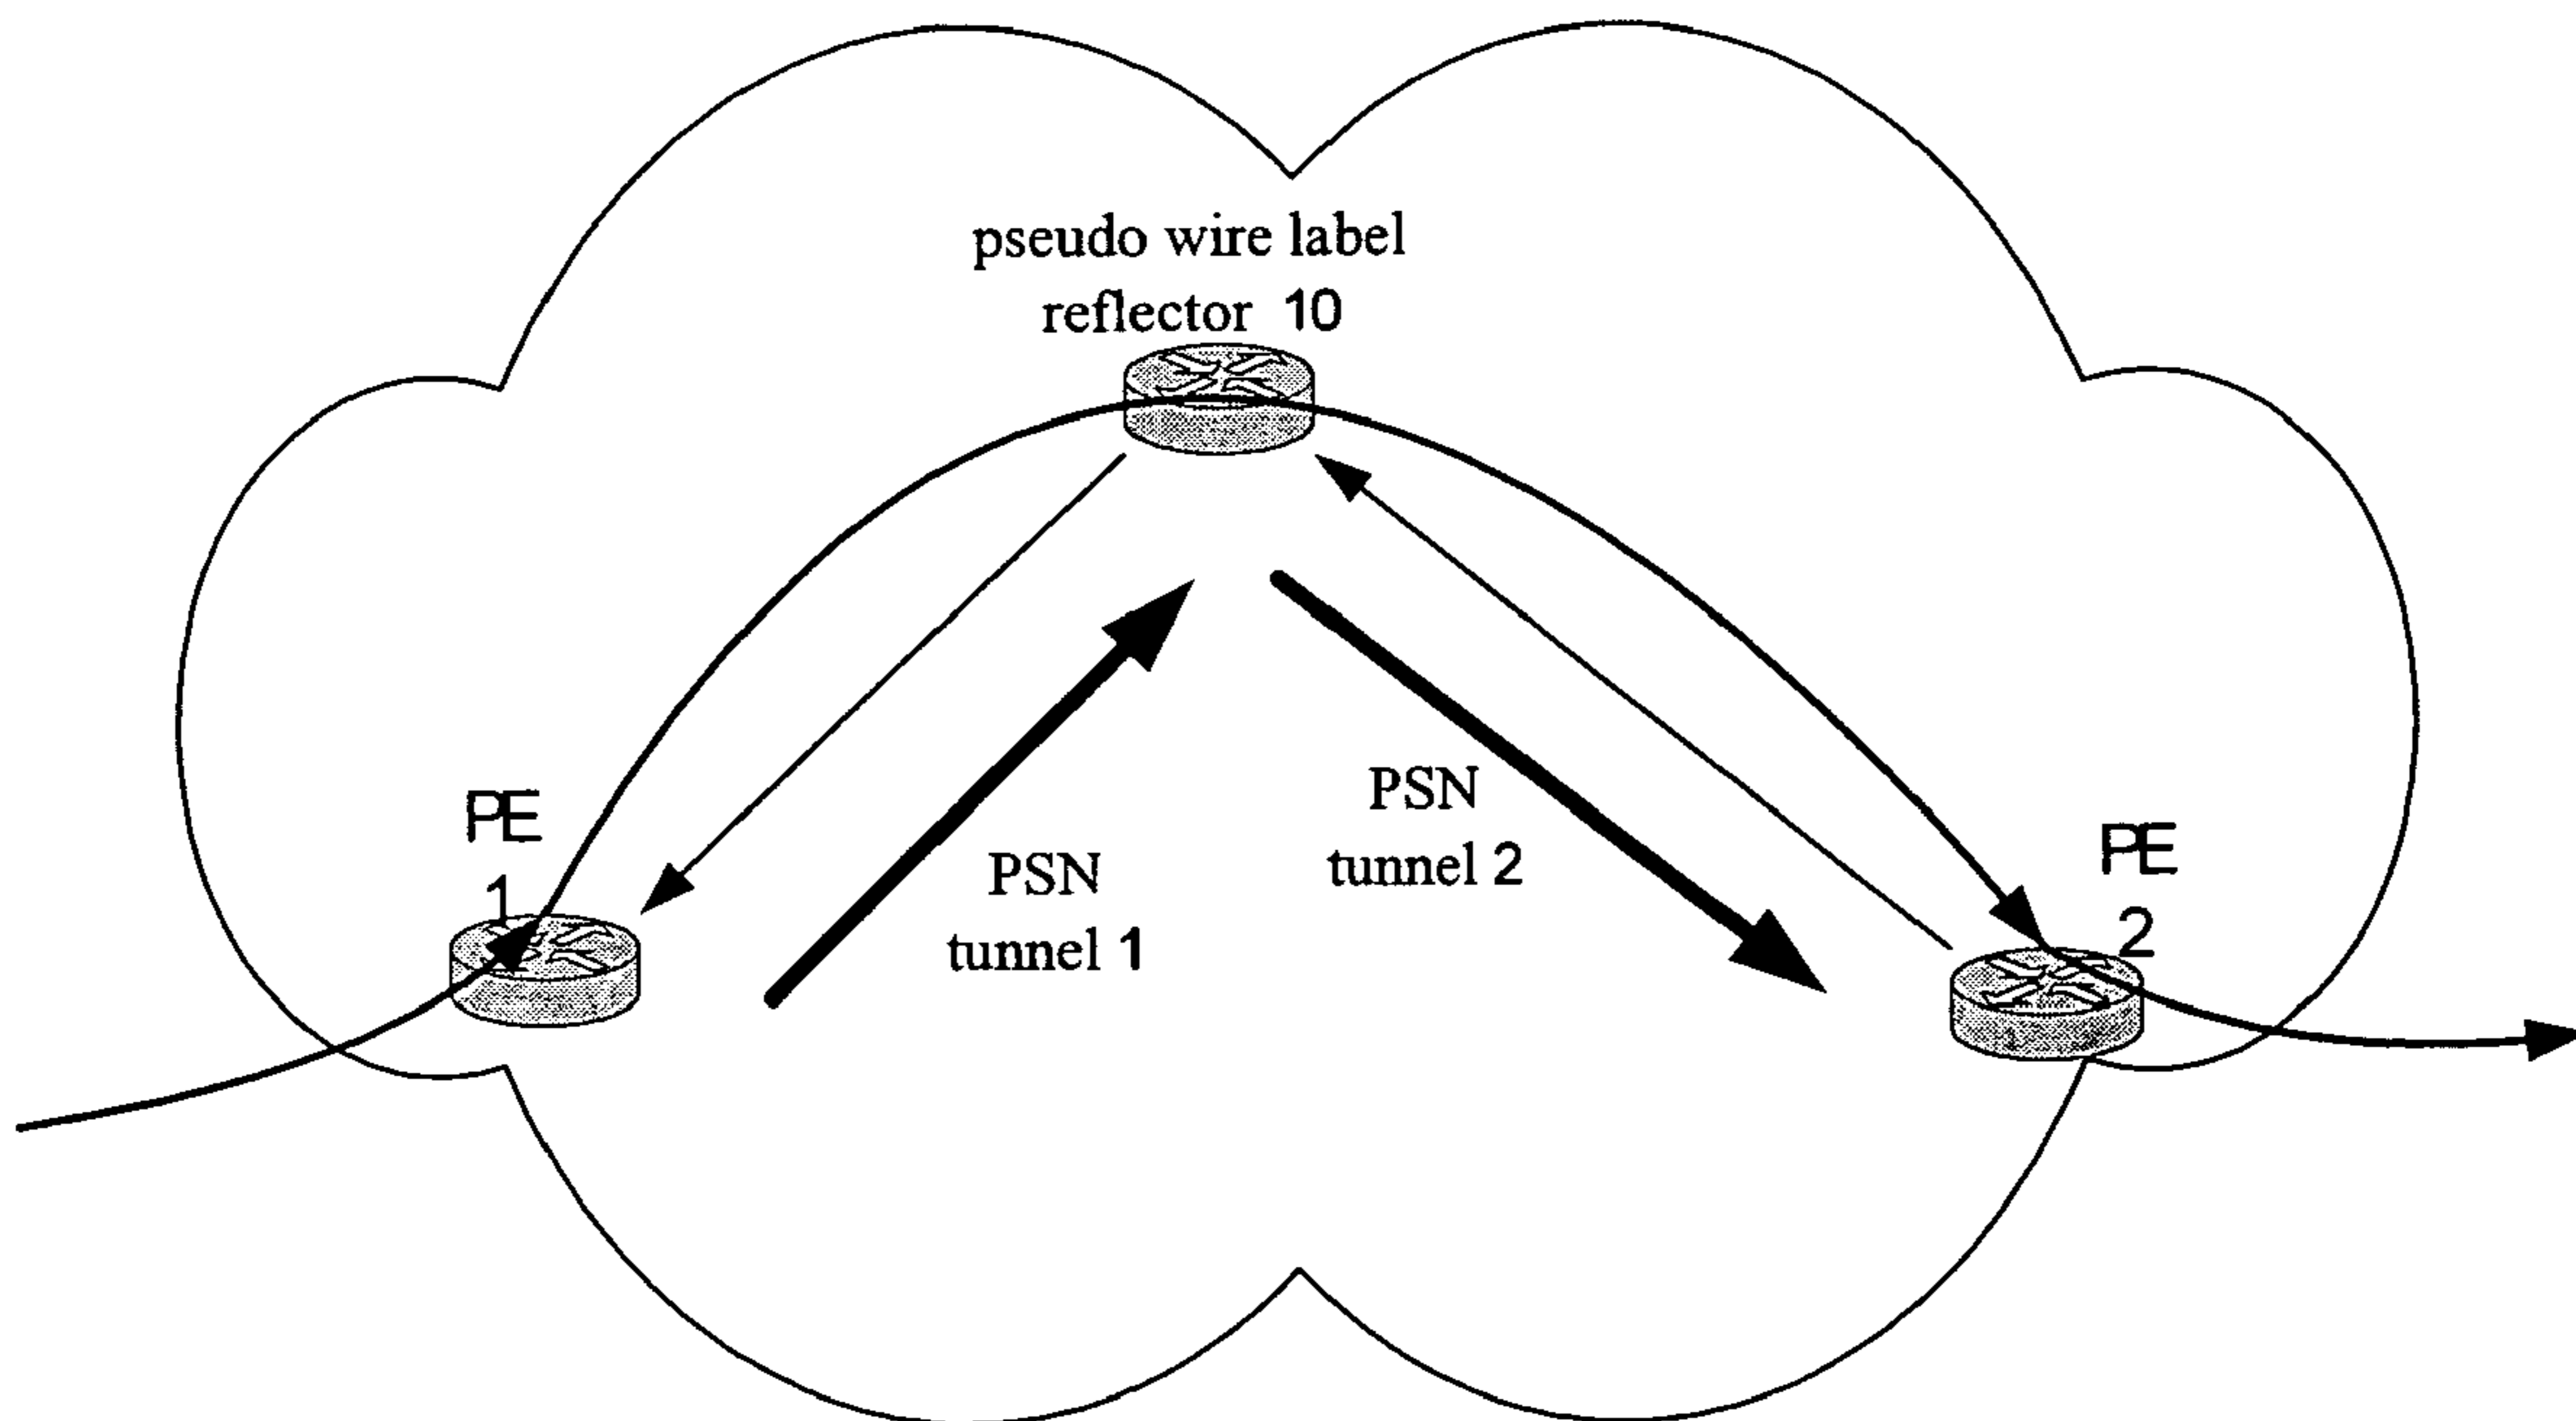 pseudo wire label
reflector 10
PE
1
PSN
tunnel 1
PSN
tunnel 2
PE
2